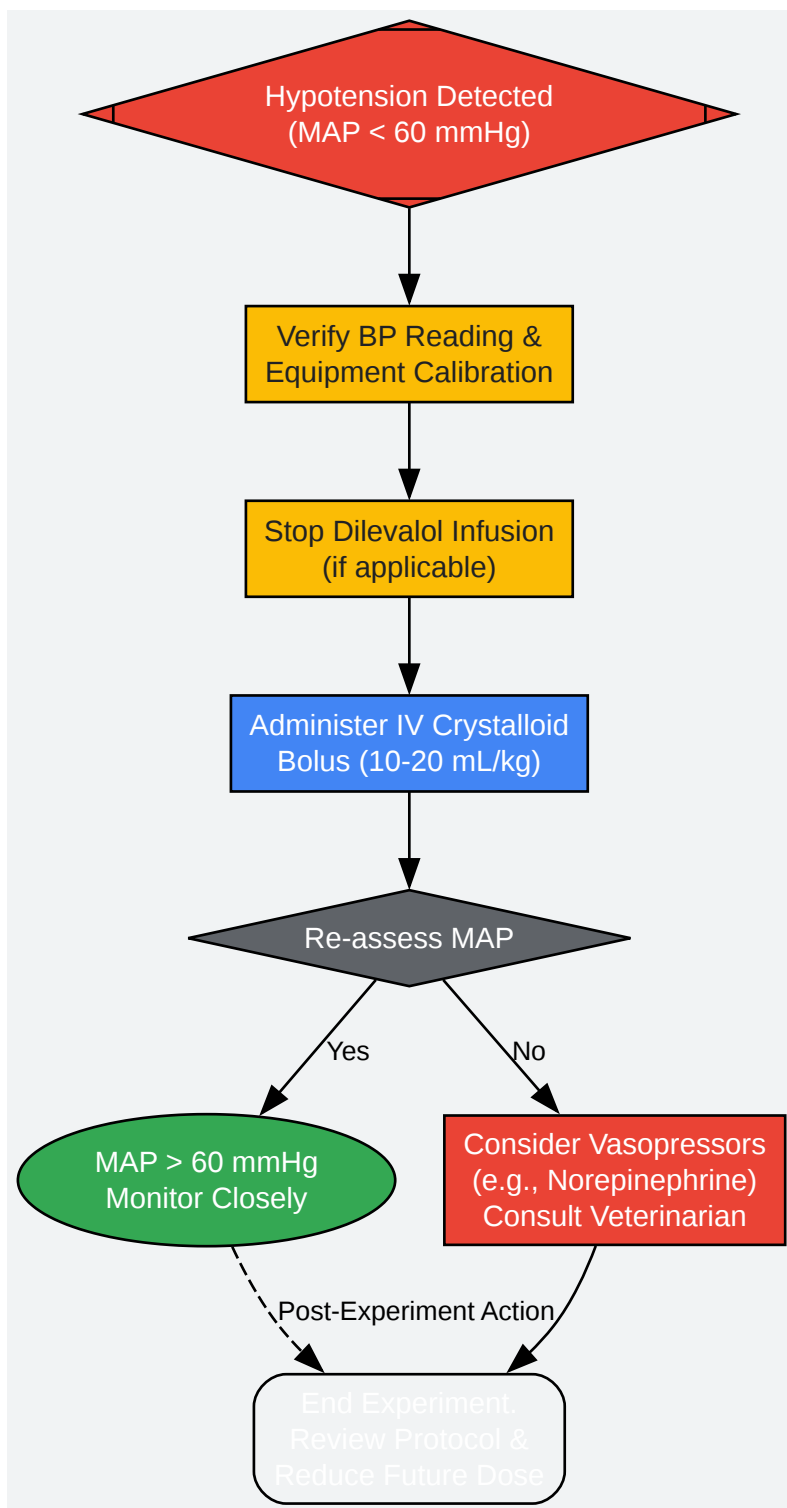 Hypotension Detected
(MAP < 60 mmHg)
Verify BP Reading &
Equipment Calibration
Stop Dilevalol Infusion
(if applicable)
Administer IV Crystalloid
Bolus (10-20 mL/kg)
Re-assess MAP
Yes
No
MAP > 60 mmHg
Monitor Closely
Consider Vasopressors
(e.g., Norepinephrine)
Consult Veterinarian
Post-Experiment Action
End Experiment.
Review Protocol &
Reduce Future Dose